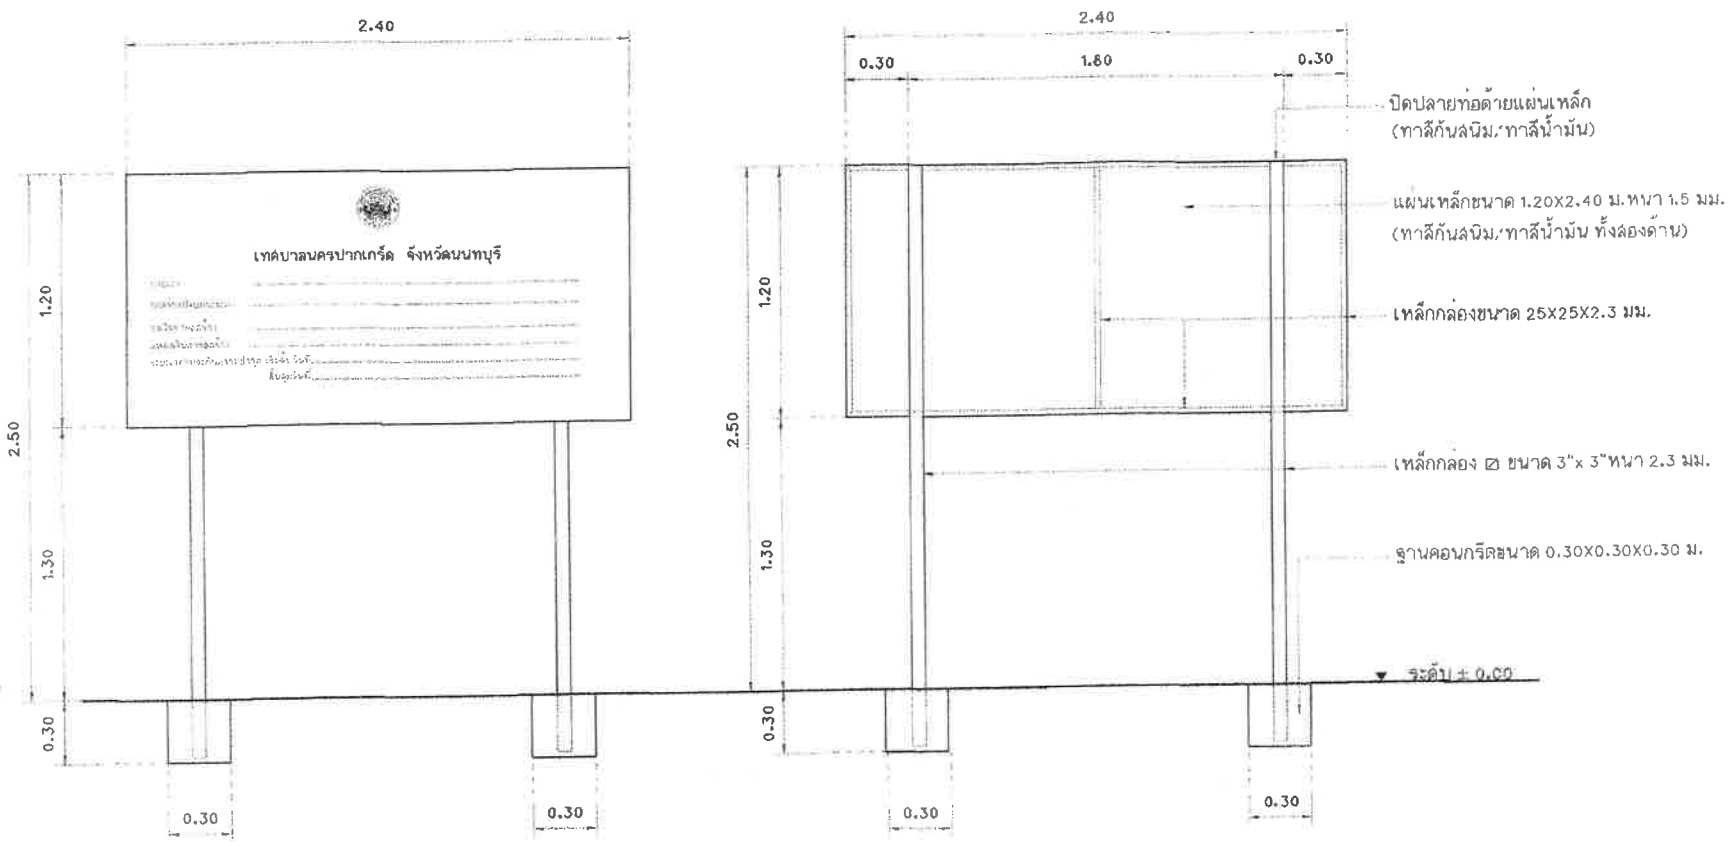 2.40
2.50
1.20
1.30
0.30
เทศบาลนครปากเกร็ด จังหวัดนนทบุรี
0.30
0.30
2.40
0.30
1.80
0.30
2.50
1.20
1.30
0.30
0.30
0.30
ปิดปลายท่อด้วยแผ่นเหล็ก
(ทาสีกันสนิม/ทาสีน้ำมัน)
แผ่นเหล็กขนาด 1.20X2.40 ม.หนา 1.5 มม.
(ทาสีกันสนิม/ทาสีน้ำมัน ทั้งสองด้าน)
เหล็กกล่องขนาด 25X25X2.3 มม.
เหล็กกล่อง ขนาด 3"x 3"หนา 2.3 มม.
ฐานคอนกรีตขนาด 0.30X0.30X0.30 ม.
ระดับ ± 0.00